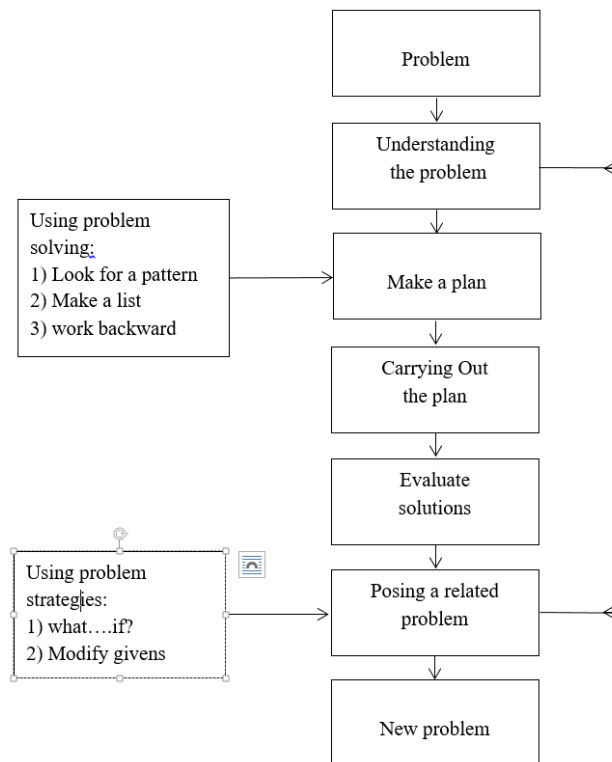 Problem
Understanding
the problem
Using problem
solving:
1) Look for a pattern
2) Make a list
3) work backward
Make a plan
Carrying Out
the plan
Evaluate
solutions
Using problem
strategies:
1) what….if?
2) Modify givens
Posing a related
problem
New problem